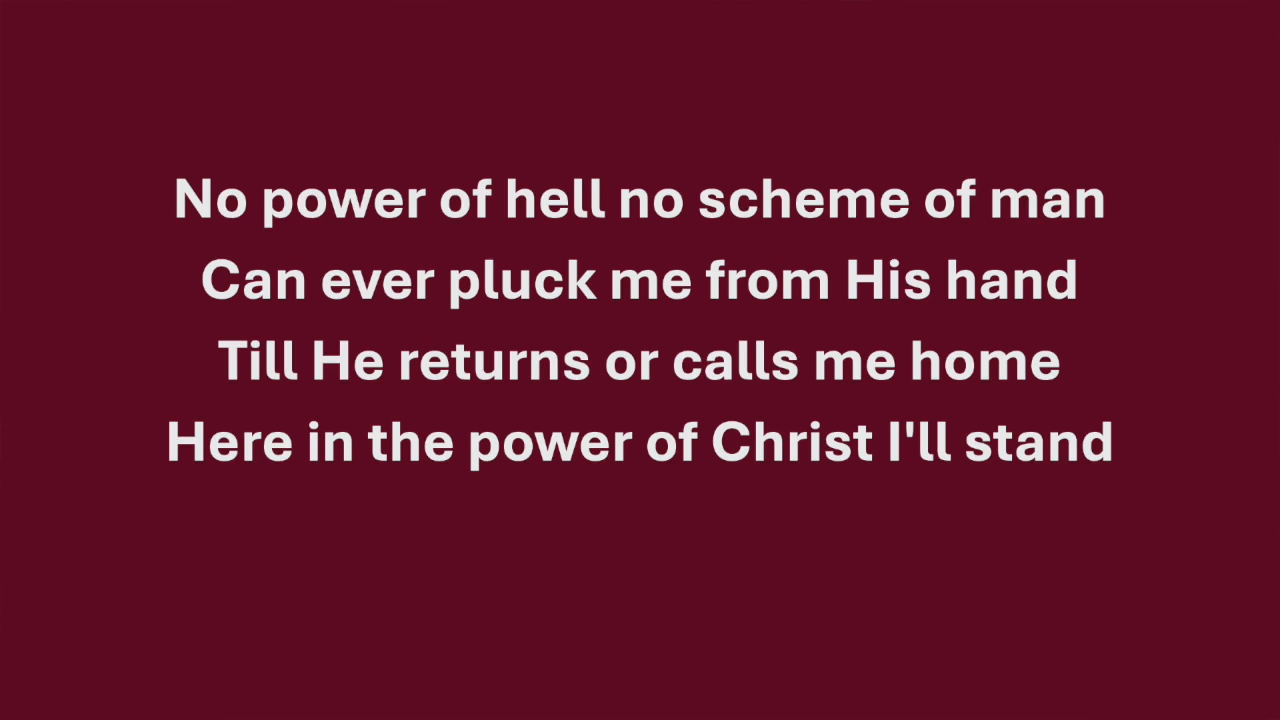 No power of hell no scheme of man
Can ever pluck me from His hand
Till He returns or calls me home
Here in the power of Christ I'll stand